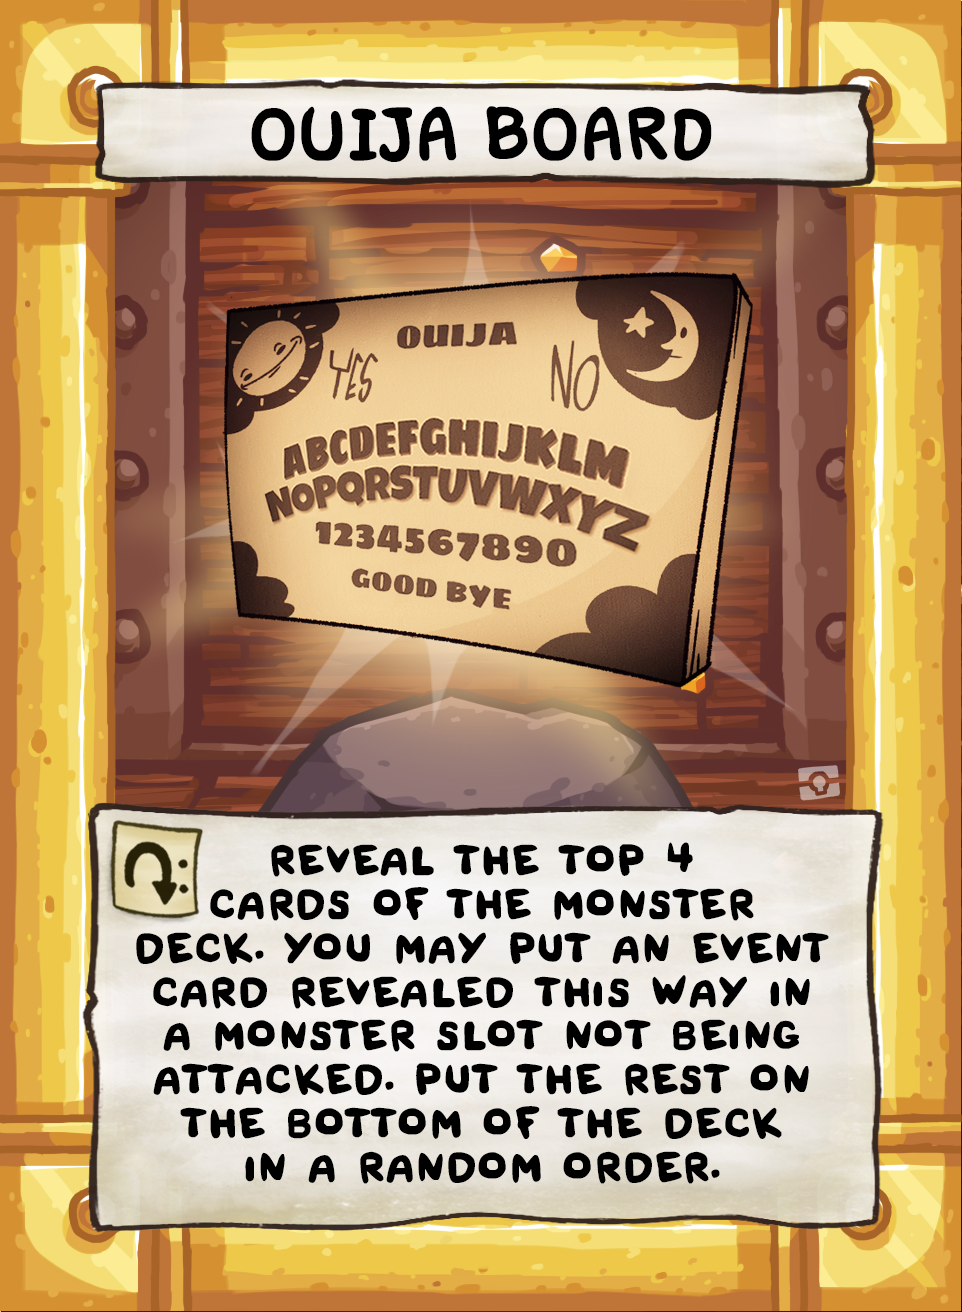 OUIJA BOARD
OUIJA
YES
NO
ABCDEFGHIJKLM
NOPQRSTUVWXYZ
1234567890
GOOD BYE
REVEAL THE TOP 4
CARDS OF THE MONSTER
DECK. YOU MAY PUT AN EVENT
CARD REVEALED THIS WAY IN
A MONSTER SLOT NOT BEING
ATTACKED. PUT THE REST ON
THE BOTTOM OF THE DECK
IN A RANDOM ORDER.